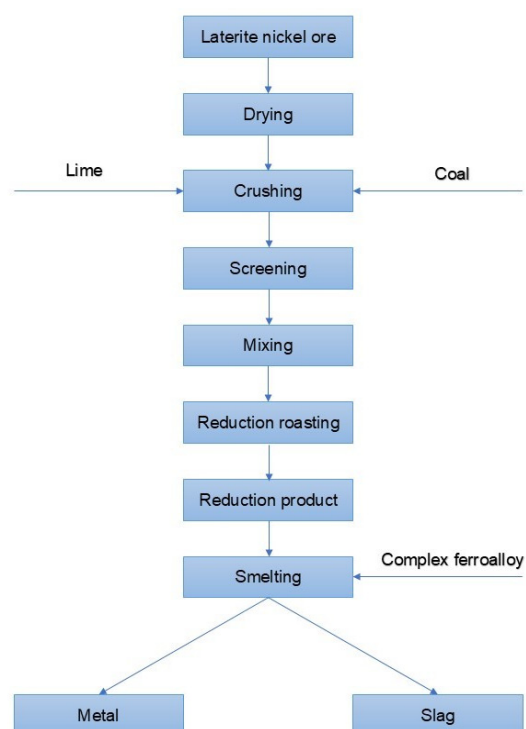 Laterite nickel ore
Drying
Lime
Coal
Crushing
Screening
Mixing
Reduction roasting
Reduction product
Complex ferroalloy
Smelting
Metal
Slag